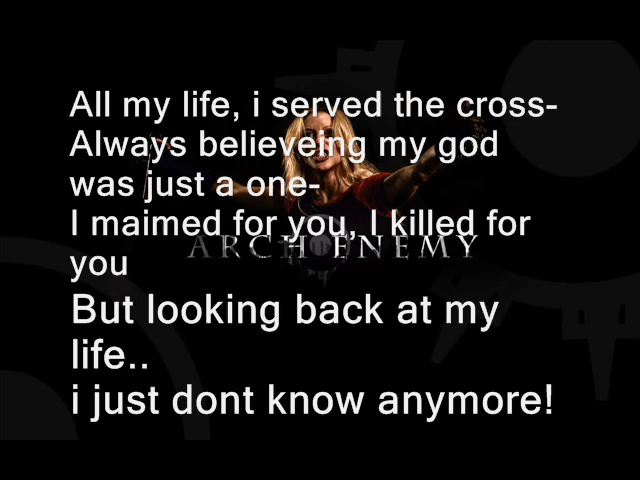 All my life, i served the cross-
Always believeing my god
was just a one-
I maimed for you, I killed for
you
ARCH ENEMY
But looking back at my
life..
i just dont know anymore!